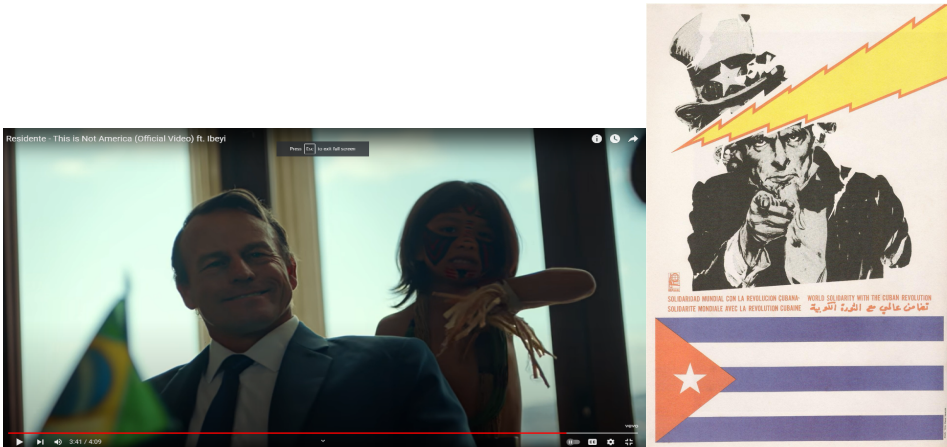 Residente - This is Not America (Official Video) ft. Ibeyi
Press Esc to exit full screen
vevo
3:41 / 4:09
SOLIDARIDAD MUNDIAL CON LA REVOLUCION CUBANA· WORLD SOLIDARITY WITH THE CUBAN REVOLUTION
SOLIDARITE MONDIALE AVEC LA REVOLUTION CUBAINE تضامن عالمي مع الثورة الكوبية